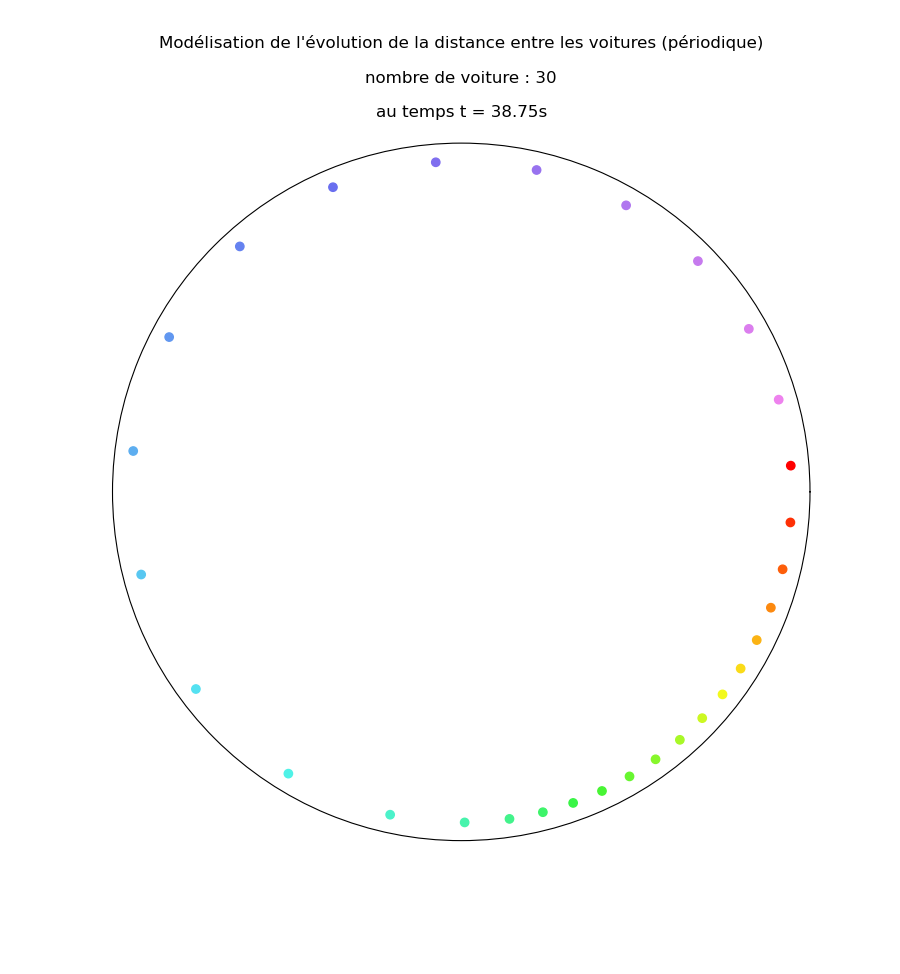 Modélisation de l'évolution de la distance entre les voitures (périodique)
nombre de voiture : 30
au temps t = 38.75s